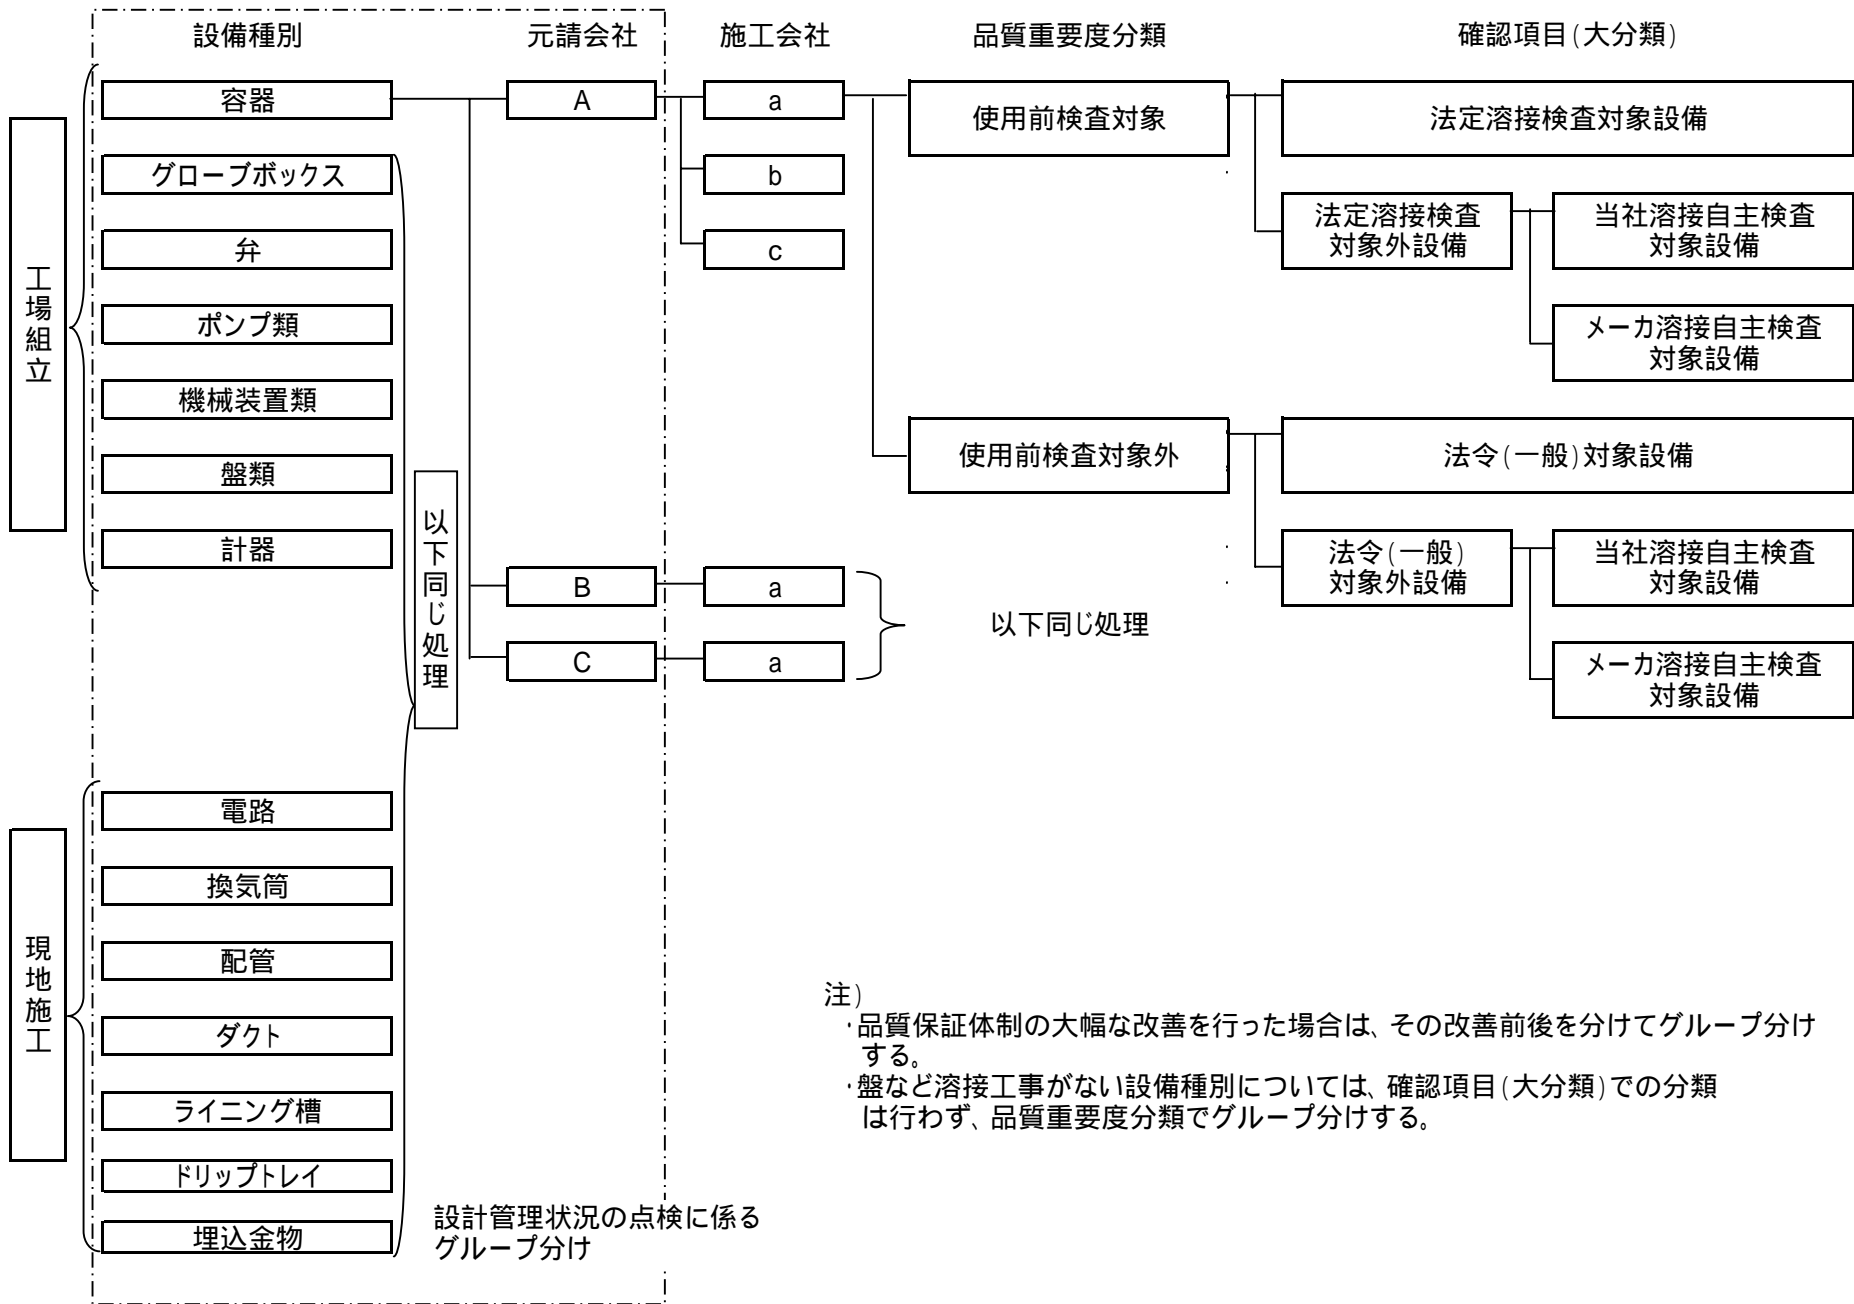 設備種別
元請会社
施工会社
品質重要度分類
確認項目(大分類)
工場組立
容器
グローブボックス
弁
ポンプ類
機械装置類
盤類
計器
以下同じ処理
A
a
b
c
B
a
C
a
以下同じ処理
使用前検査対象
法定溶接検査対象設備
法定溶接検査
対象外設備
当社溶接自主検査
対象設備
メーカ溶接自主検査
対象設備
使用前検査対象外
法令(一般)対象設備
法令(一般)
対象外設備
当社溶接自主検査
対象設備
メーカ溶接自主検査
対象設備
現地施工
電路
換気筒
配管
ダクト
ライニング槽
ドリップトレイ
埋込金物
設計管理状況の点検に係る
グループ分け
注)
・品質保証体制の大幅な改善を行った場合は、その改善前後を分けてグループ分け
する。
・盤など溶接工事がない設備種別については、確認項目(大分類)での分類
は行わず、品質重要度分類でグループ分けする。